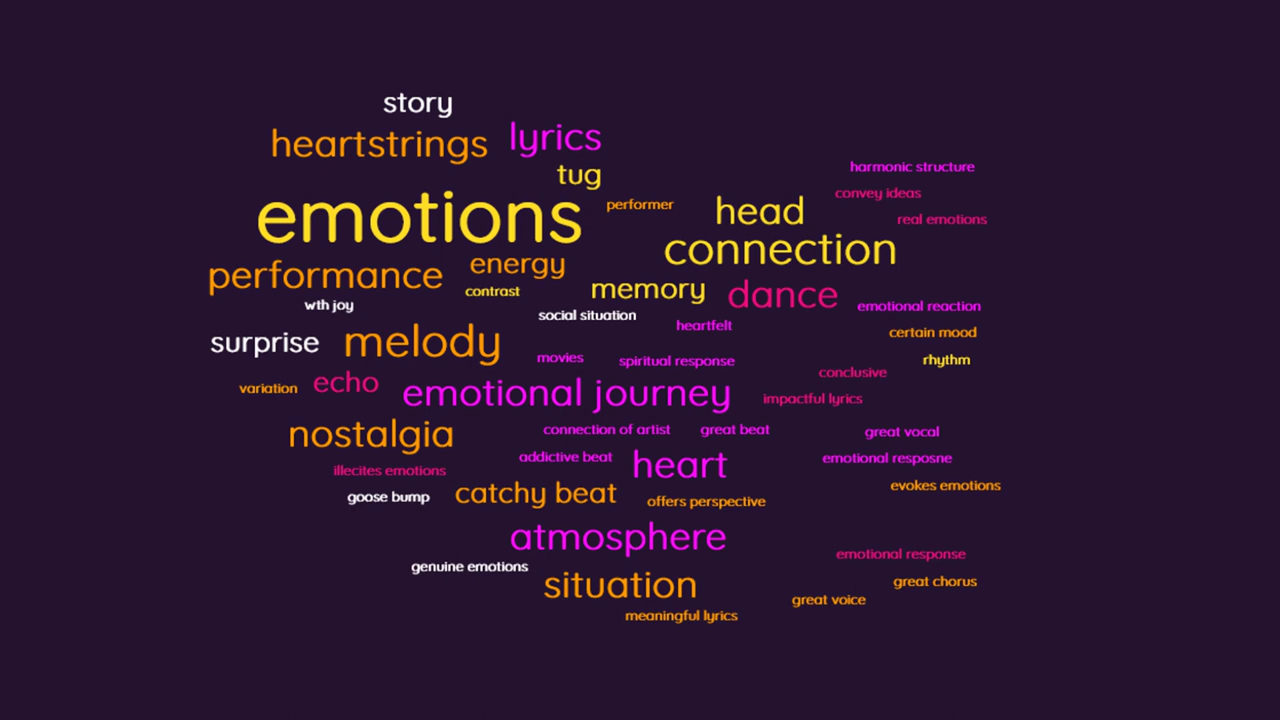 story
heartstrings
lyrics
tug
harmonic structure
convey ideas
emotions
performer
head
real emotions
connection
performance
energy
contrast
memory
dance
wth joy
social situation
emotional reaction
heartfelt
certain mood
surprise
melody
movies
spiritual response
rhythm
conclusive
variation
echo
emotional journey
impactful lyrics
nostalgia
connection of artist
great beat
great vocal
addictive beat
heart
emotional resposne
illecites emotions
goose bump
catchy beat
offers perspective
evokes emotions
atmosphere
emotional response
genuine emotions
situation
great chorus
great voice
meaningful lyrics